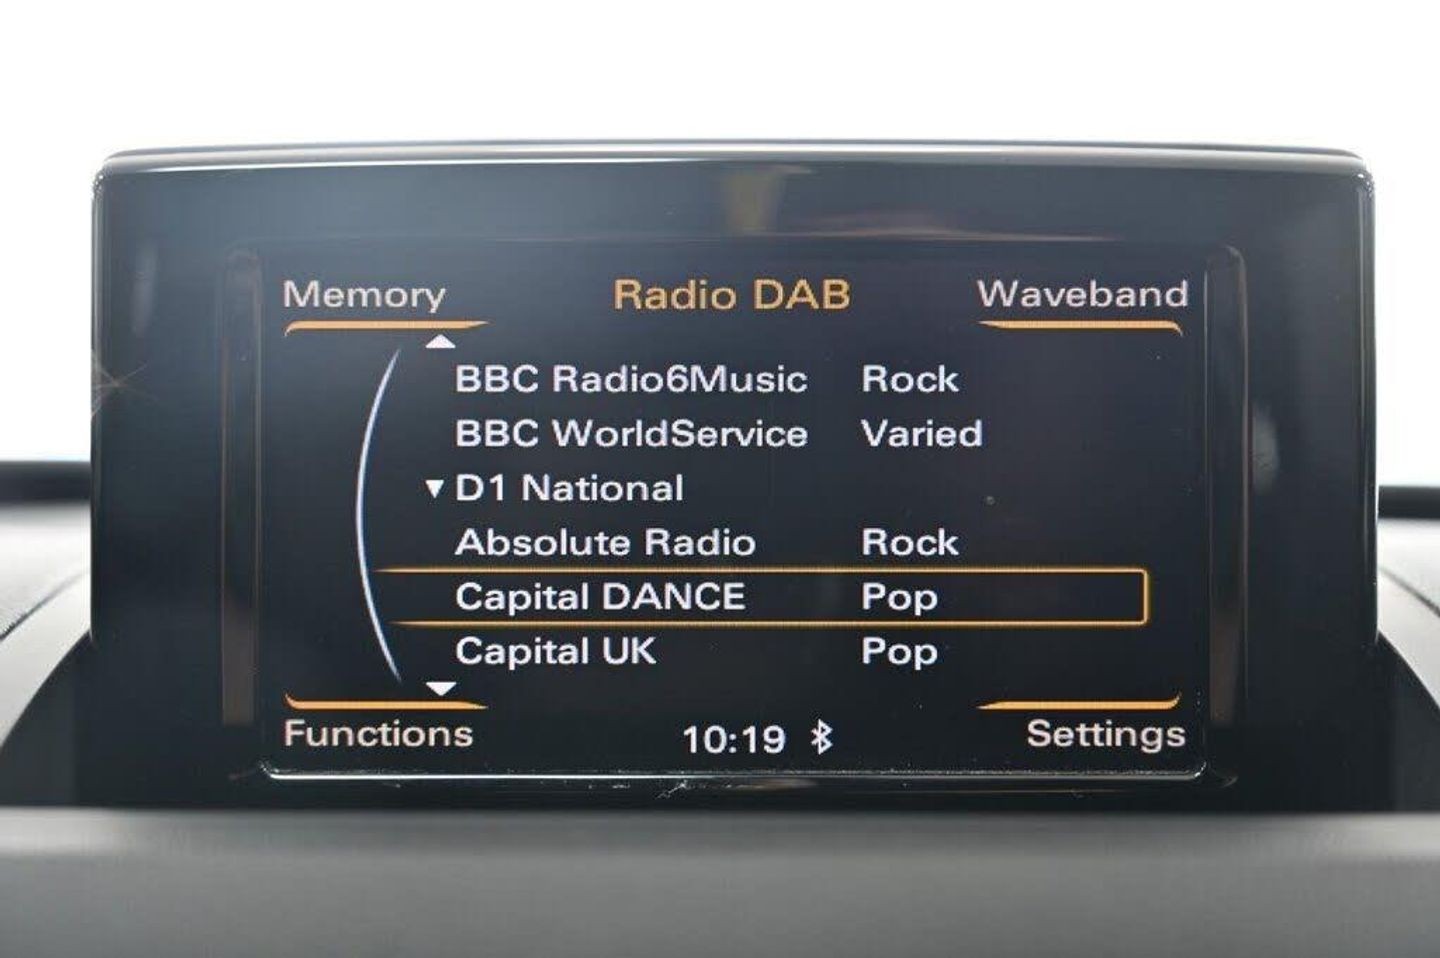 Memory Radio DAB Waveband
BBC Radio6Music Rock
BBC WorldService Varied
D1 National
Absolute Radio Rock
Capital DANCE Pop
Capital UK Pop
Functions 10:19 Settings